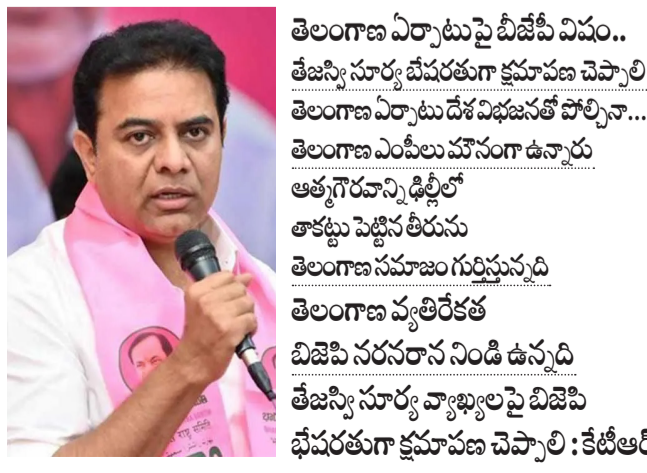 తెలంగాణ ఏర్పాటుపై బీజేపీ విషం..
తేజస్వి సూర్య బేషరతుగా క్షమాపణ చెప్పాలి
తెలంగాణ ఏర్పాటు దేశ విభజనతో పోల్చినా...
తెలంగాణ ఎంపీలు మౌనంగా ఉన్నారు
ఆత్మగౌరవాన్ని ఢిల్లీలో
తాకట్టు పెట్టిన తీరును
తెలంగాణ సమాజం గుర్తిస్తున్నది
తెలంగాణ వ్యతిరేకత
బిజెపి నరనరాన నిండి ఉన్నది
తేజస్వి సూర్య వ్యాఖ్యలపై బిజెపి
భేషరతుగా క్షమాపణ చెప్పాలి : కేటీఆర్